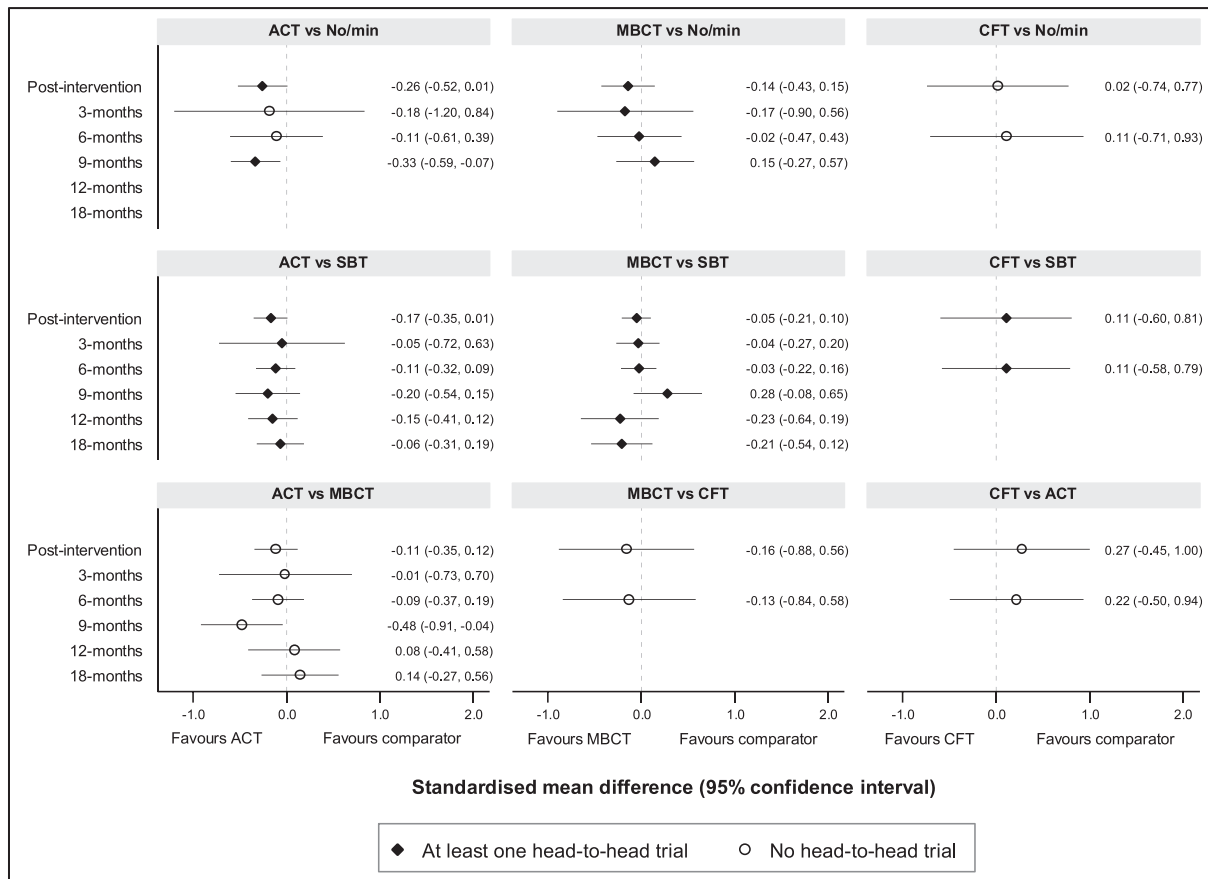 ACT vs No/min
MBCT vs No/min
CFT vs No/min
Post-intervention -0.26 (-0.52, 0.01) -0.14 (-0.43, 0.15) 0.02 (-0.74, 0.77)
3-months -0.18 (-1.20, 0.84) -0.17 (-0.90, 0.56)
6-months -0.11 (-0.61, 0.39) -0.02 (-0.47, 0.43) 0.11 (-0.71, 0.93)
9-months -0.33 (-0.59, -0.07) 0.15 (-0.27, 0.57)
12-months
18-months
ACT vs SBT
MBCT vs SBT
CFT vs SBT
Post-intervention -0.17 (-0.35, 0.01) -0.05 (-0.21, 0.10) 0.11 (-0.60, 0.81)
3-months -0.05 (-0.72, 0.63) -0.04 (-0.27, 0.20)
6-months -0.11 (-0.32, 0.09) -0.03 (-0.22, 0.16) 0.11 (-0.58, 0.79)
9-months -0.20 (-0.54, 0.15) 0.28 (-0.08, 0.65)
12-months -0.15 (-0.41, 0.12) -0.23 (-0.64, 0.19)
18-months -0.06 (-0.31, 0.19) -0.21 (-0.54, 0.12)
ACT vs MBCT
MBCT vs CFT
CFT vs ACT
Post-intervention -0.11 (-0.35, 0.12) -0.16 (-0.88, 0.56) 0.27 (-0.45, 1.00)
3-months -0.01 (-0.73, 0.70)
6-months -0.09 (-0.37, 0.19) -0.13 (-0.84, 0.58) 0.22 (-0.50, 0.94)
9-months -0.48 (-0.91, -0.04)
12-months 0.08 (-0.41, 0.58)
18-months 0.14 (-0.27, 0.56)
-1.0 0.0 1.0 2.0 -1.0 0.0 1.0 2.0 -1.0 0.0 1.0 2.0
Favours ACT Favours comparator Favours MBCT Favours comparator Favours CFT Favours comparator
Standardised mean difference (95% confidence interval)
At least one head-to-head trial No head-to-head trial